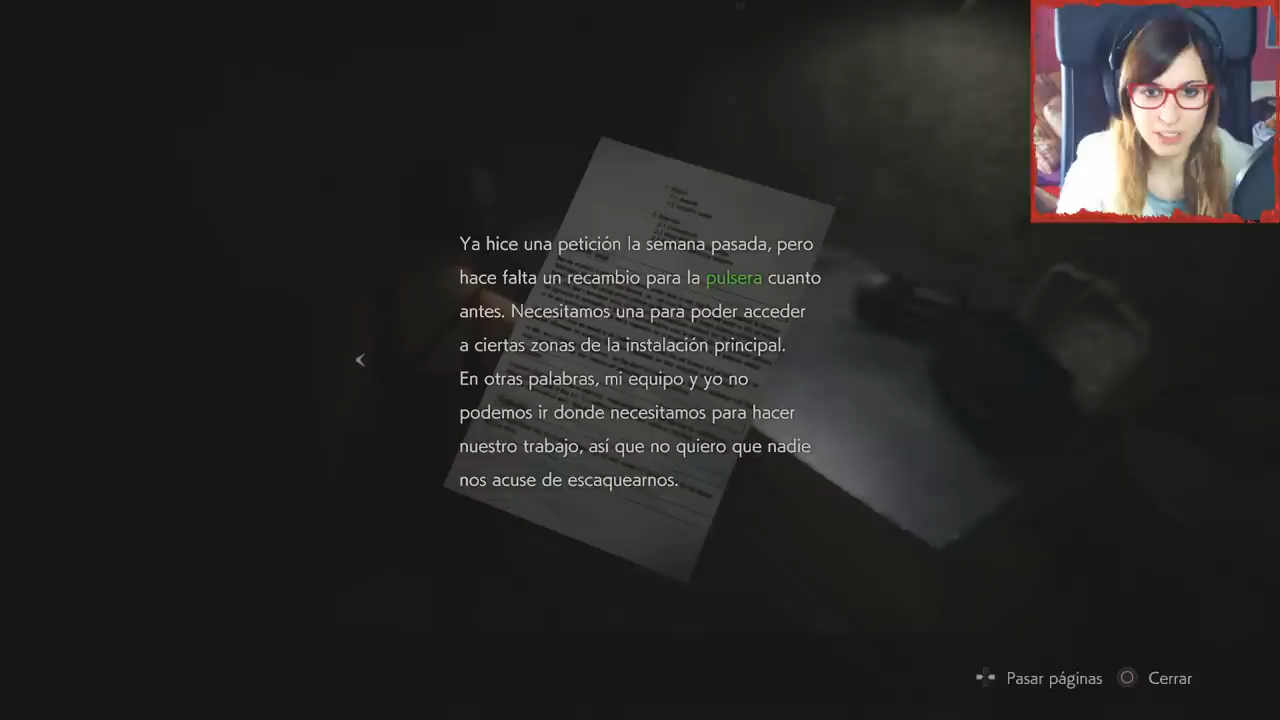 Ya hice una petición la semana pasada, pero
hace falta un recambio para la pulsera cuanto
antes. Necesitamos una para poder acceder
a ciertas zonas de la instalación principal.
En otras palabras, mi equipo y yo no
podemos ir donde necesitamos para hacer
nuestro trabajo, así que no quiero que nadie
nos acuse de escaquearnos.
Pasar páginas
Cerrar